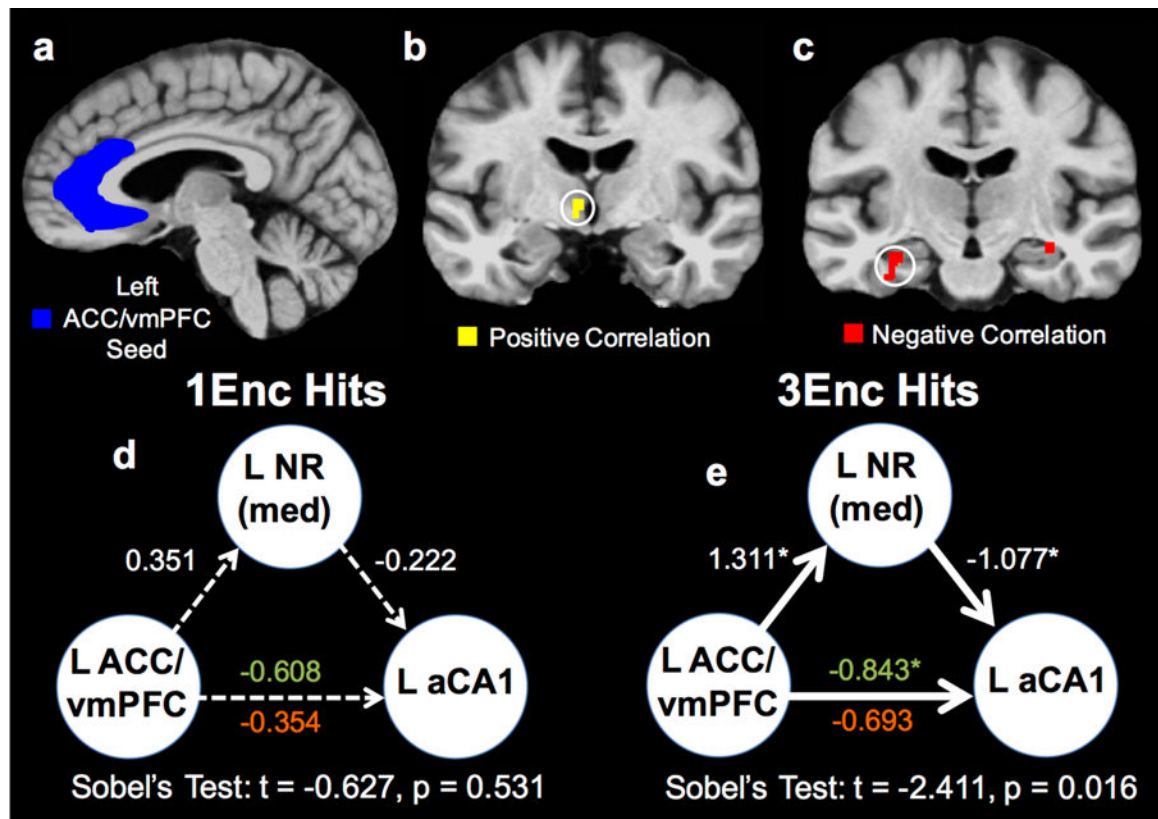 a
b
c
Left
ACC/vmPFC
Seed
Positive Correlation
Negative Correlation
1Enc Hits
3Enc Hits
d
L NR
(med)
0.351
-0.222
L ACC/
vmPFC
-0.608
-0.354
L aCA1
Sobel's Test: t = -0.627, p = 0.531
e
L NR
(med)
1.311*
-1.077*
L ACC/
vmPFC
-0.843*
-0.693
L aCA1
Sobel's Test: t = -2.411, p = 0.016